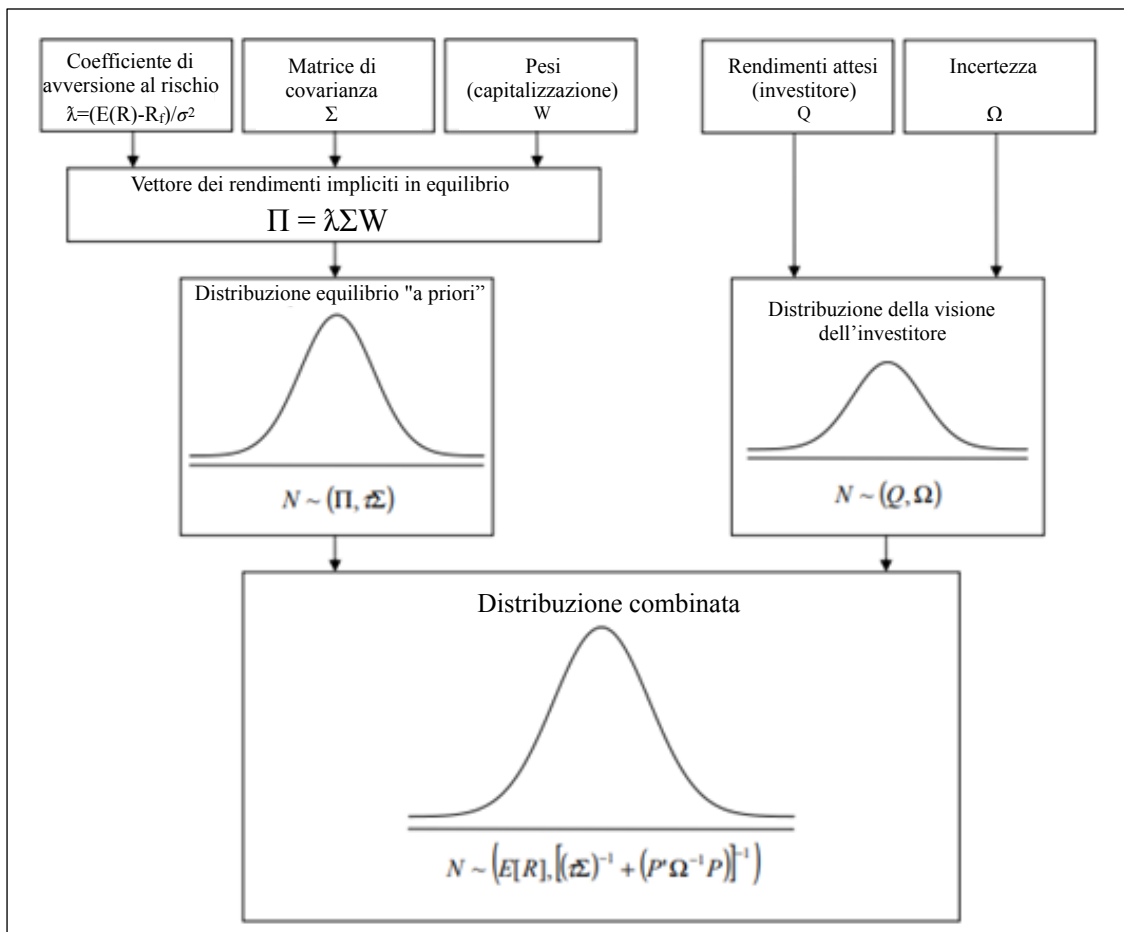 Coefficiente di
avversione al rischio
λ=(E(R)-Rf)/σ²
Matrice di
covarianza
Σ
Pesi
(capitalizzazione)
W
Rendimenti attesi
(investitore)
Q
Incertezza
Ω
Vettore dei rendimenti impliciti in equilibrio
Π = λΣW
Distribuzione equilibrio "a priori”
N ~ (Π, τΣ)
Distribuzione della visione
dell’investitore
N ~ (Q, Ω)
Distribuzione combinata
N ~ (E[R], [(τΣ)⁻¹ + (P'Ω⁻¹P)]⁻¹)